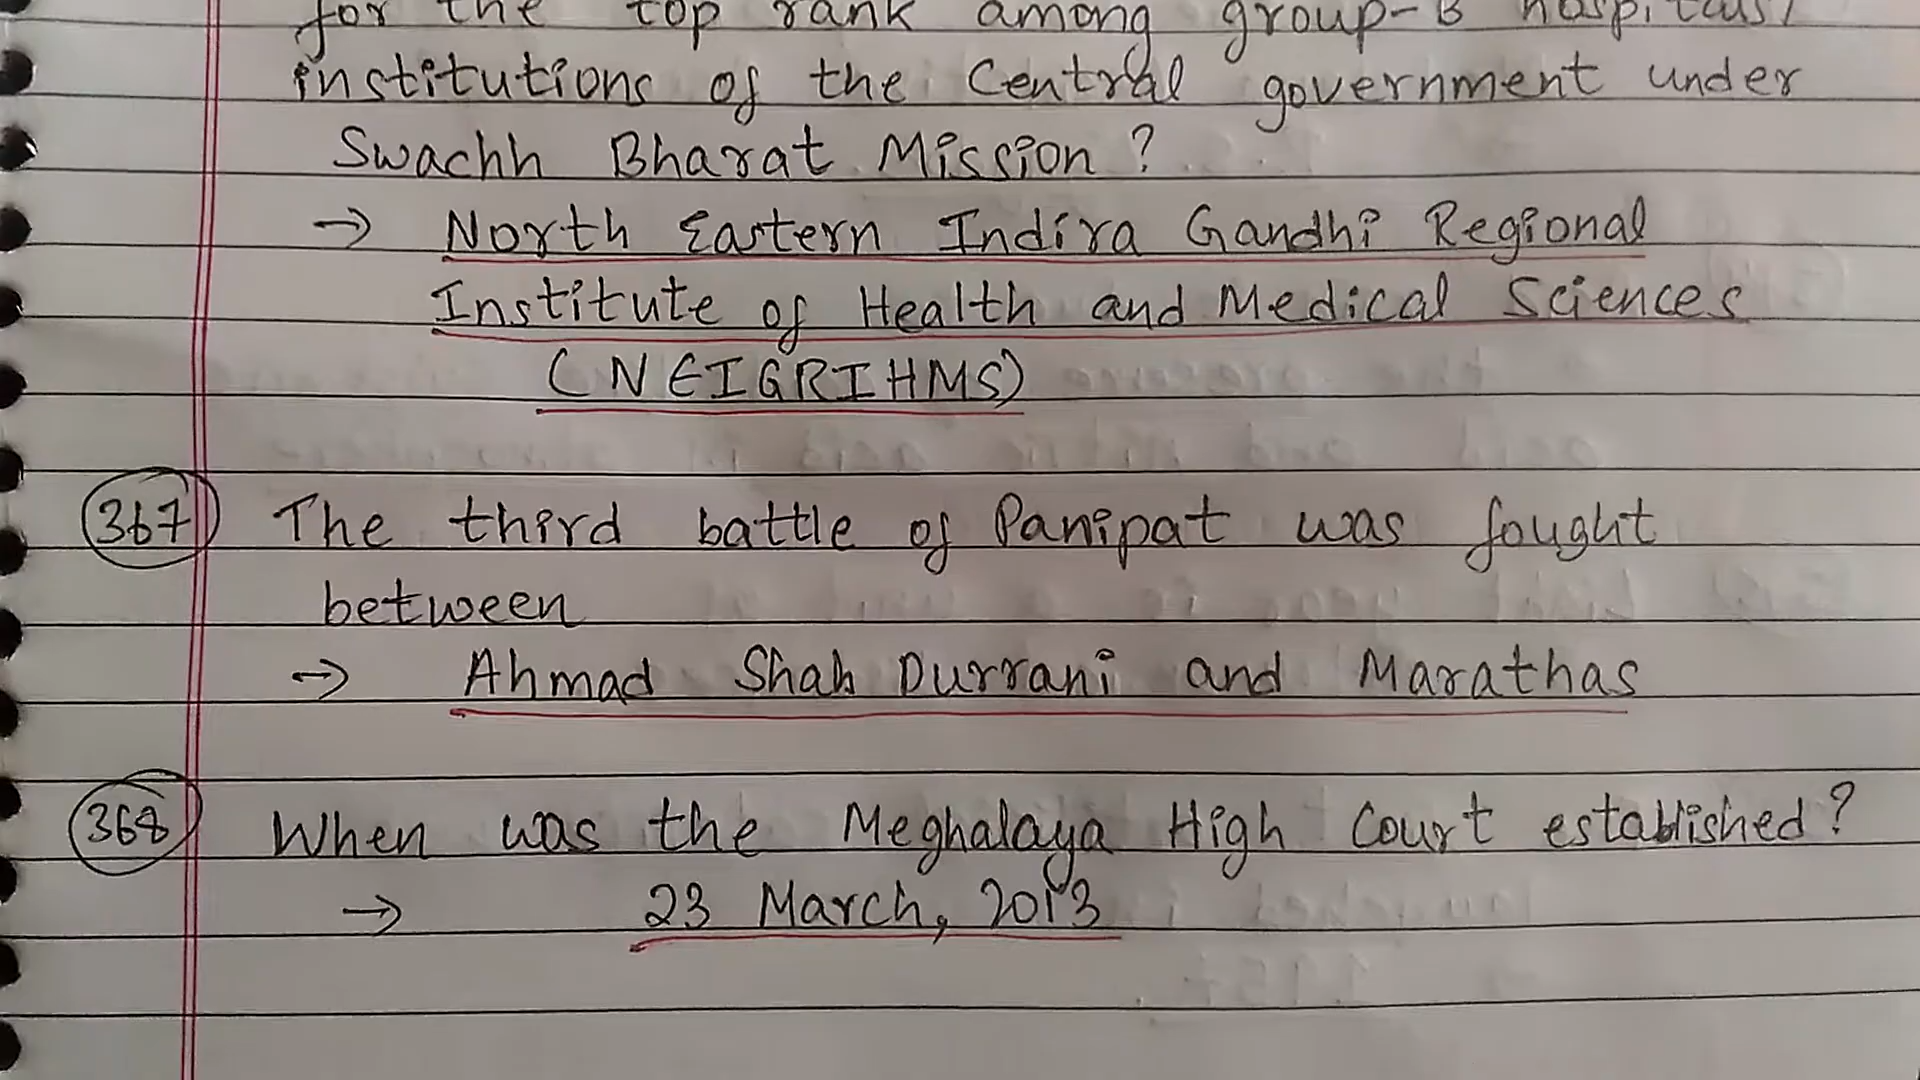 for the top rank among group-B hospitals/
institutions of the Central government under
Swachh Bharat Mission ?
→ North Eastern Indira Gandhi Regional
Institute of Health and Medical Sciences
(NEIGRIHMS)
367 The third battle of Panipat was fought
between
→ Ahmad Shah Durrani and Marathas
368 When was the Meghalaya High Court established?
→ 23 March, 2013